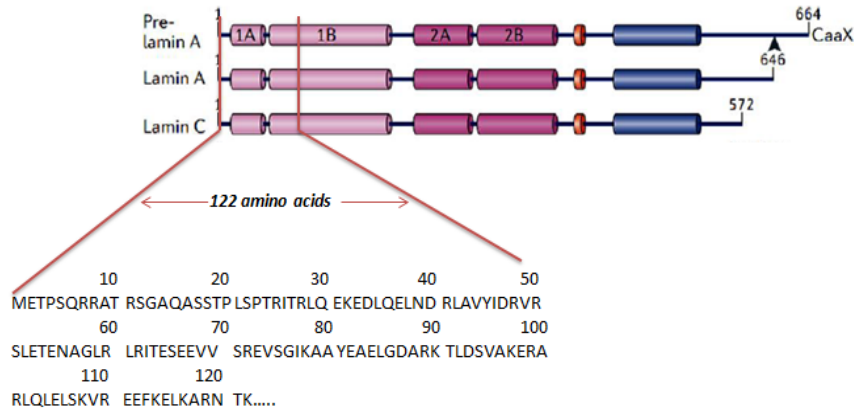 1 664
Pre-lamin A 1A 1B 2A 2B CaaX
1 646
Lamin A
1 572
Lamin C
122 amino acids
10 20 30 40 50
METPSQRRAT RSGAQASSTP LSPTRITRLQ EKEDLQELND RLAVYIDRVR
60 70 80 90 100
SLETENAGLR LRITESEEVV SREVSGIKAA YEAELGDARK TLDSVAKERA
110 120
RLQLELSKVR EEFKELKARN TK.....